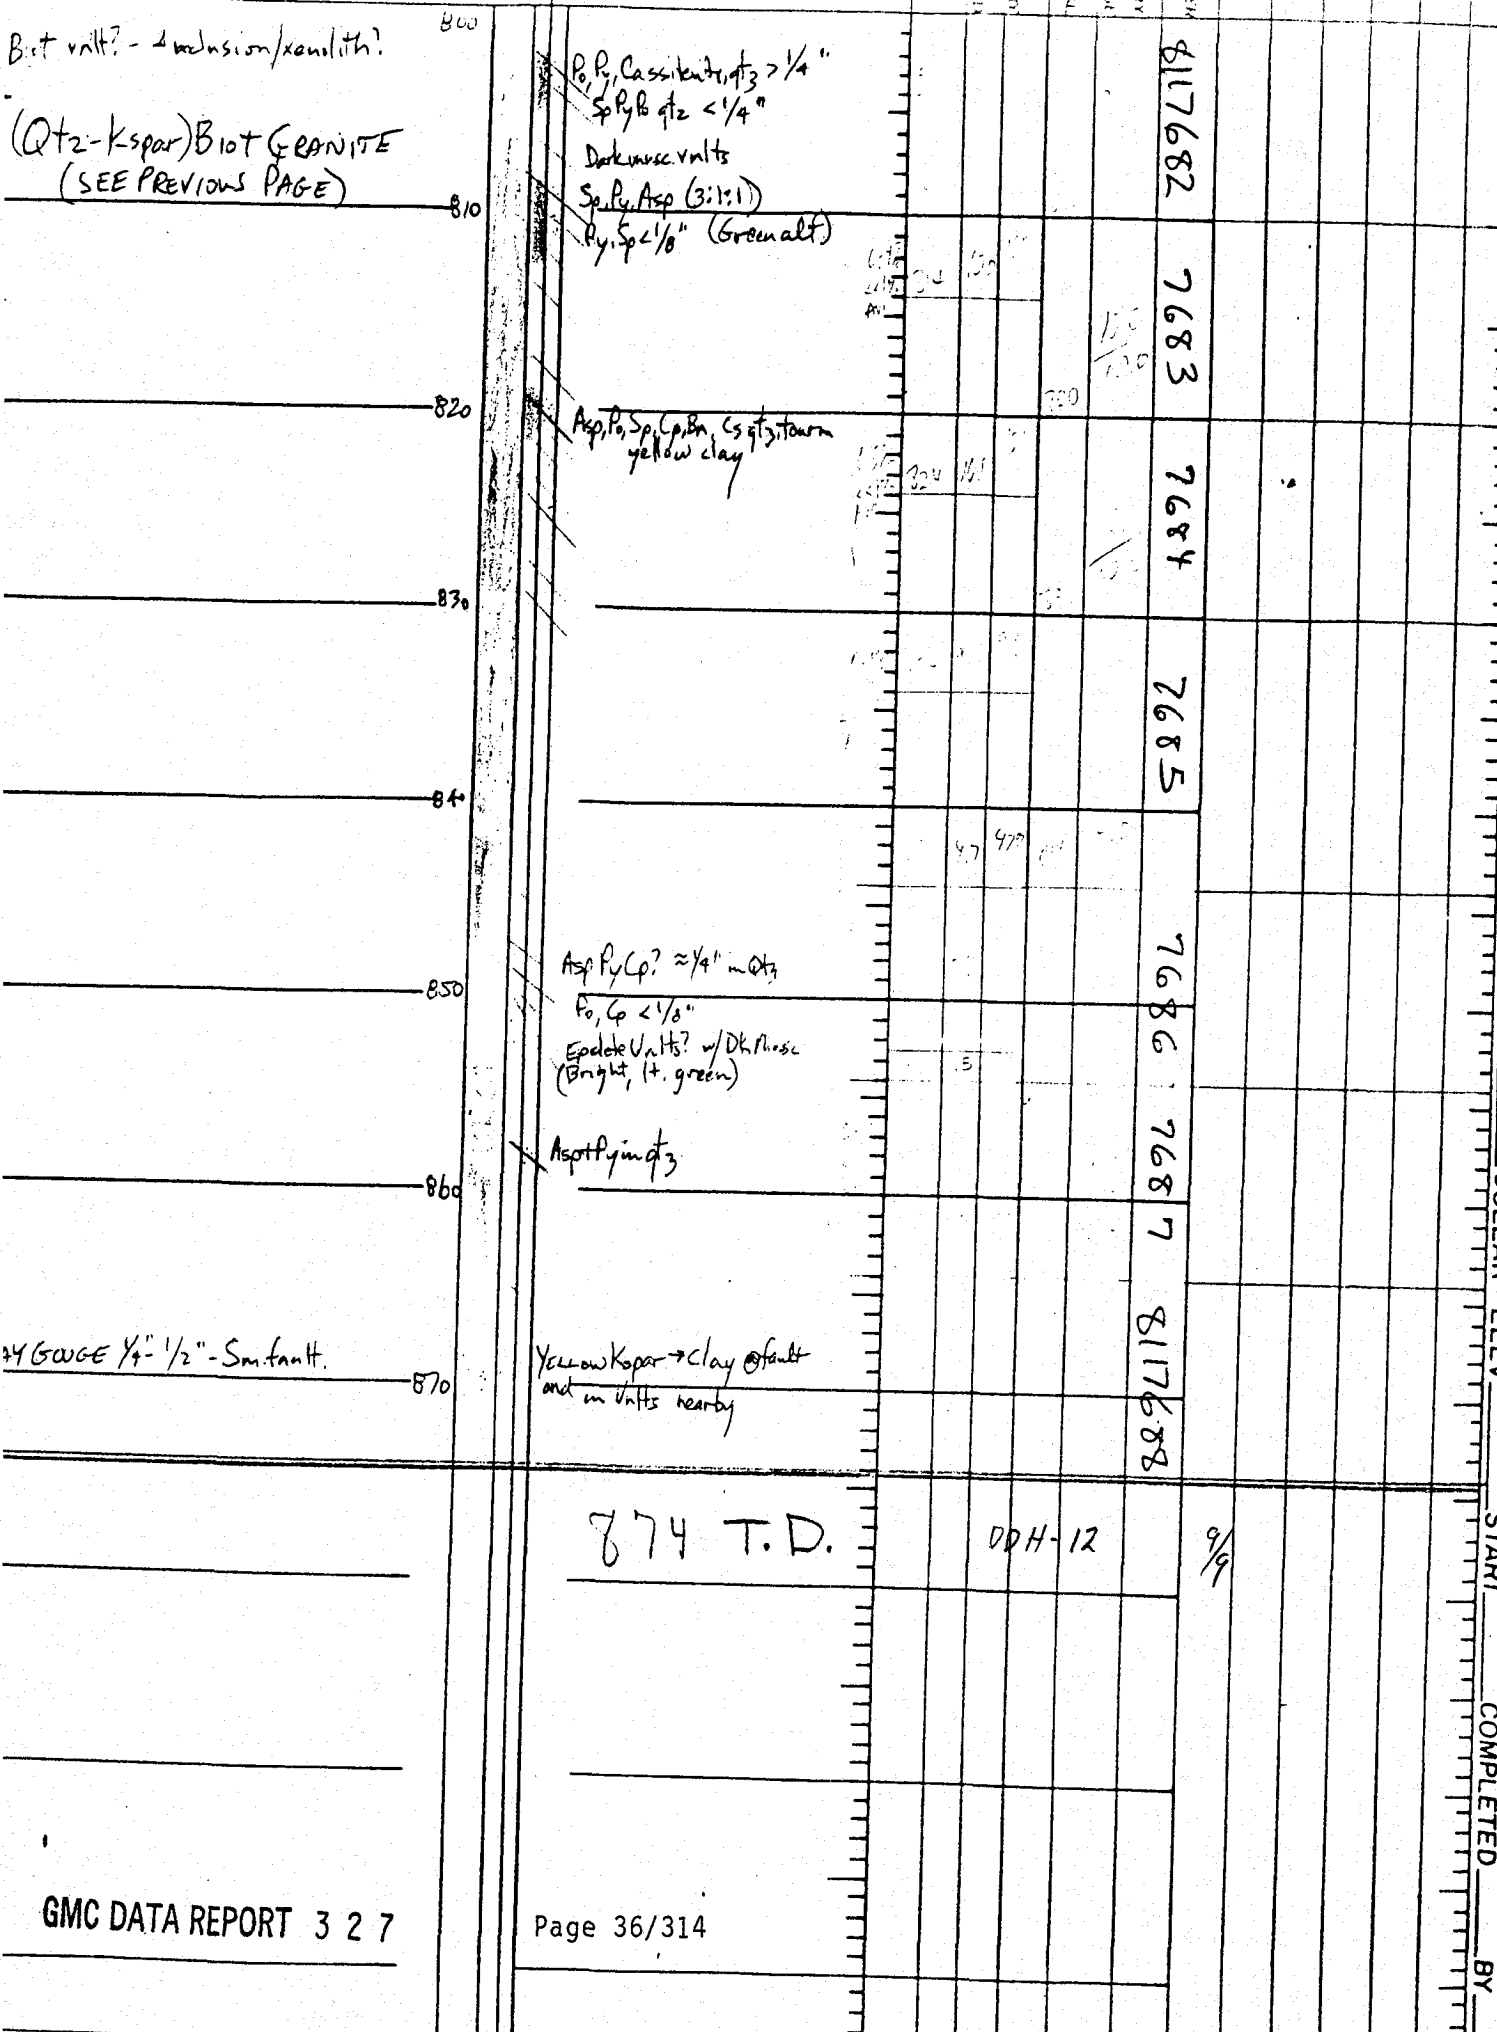 800
Biot vnlt? - Inclusion/xenolith?
Po, Py, Cassiterite, qtz > 1/4"
Sp Py Po qtz < 1/4"
(Qtz-Kspar) Biot GRANITE
(SEE PREVIOUS PAGE)
Dark musc. vnlts
Sp, Py, Asp (3:1:1)
810
Py, Sp < 1/8" (Green alt)
8117682
7683
820
Asp, Po, Sp, Cp, Bn, Cs qtz, tourm
yellow clay
7684
830
7685
840
47 477
Asp Py Cp? ≈ 1/4" in Qtz
850
Po, Cp < 1/8"
7686
Epidote Vnlts? w/ Dk Musc
(Bright, lt. green)
5
Asp + Py in qtz
7687
860
AY GOUGE 1/4"-1/2" - Sm. fault.
Yellow Kspar → Clay @ fault
870
and in Vnlts nearby
8117688
874 T.D.
DDH-12
9/9
START
COMPLETED
BY
GMC DATA REPORT 3 2 7
Page 36/314